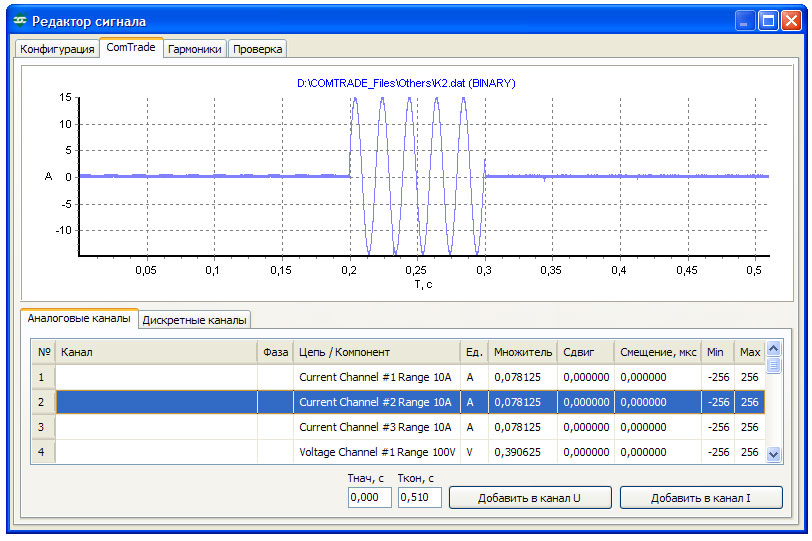 Редактор сигнала
Конфигурация ComTrade Гармоники Проверка
D:\COMTRADE_Files\Others\K2.dat (BINARY)
15
10
5
A 0
-5
-10
0,05 0,1 0,15 0,2 0,25 0,3 0,35 0,4 0,45 0,5
T, c
Аналоговые каналы Дискретные каналы
№ Канал Фаза Цепь / Компонент Ед. Множитель Сдвиг Смещение, мкс Min Max
1 Current Channel #1 Range 10A A 0,078125 0,000000 0,000000 -256 256
2 Current Channel #2 Range 10A A 0,078125 0,000000 0,000000 -256 256
3 Current Channel #3 Range 10A A 0,078125 0,000000 0,000000 -256 256
4 Voltage Channel #1 Range 100V V 0,390625 0,000000 0,000000 -256 256
Tнач, с Tкон, с
0,000 0,510 Добавить в канал U Добавить в канал I